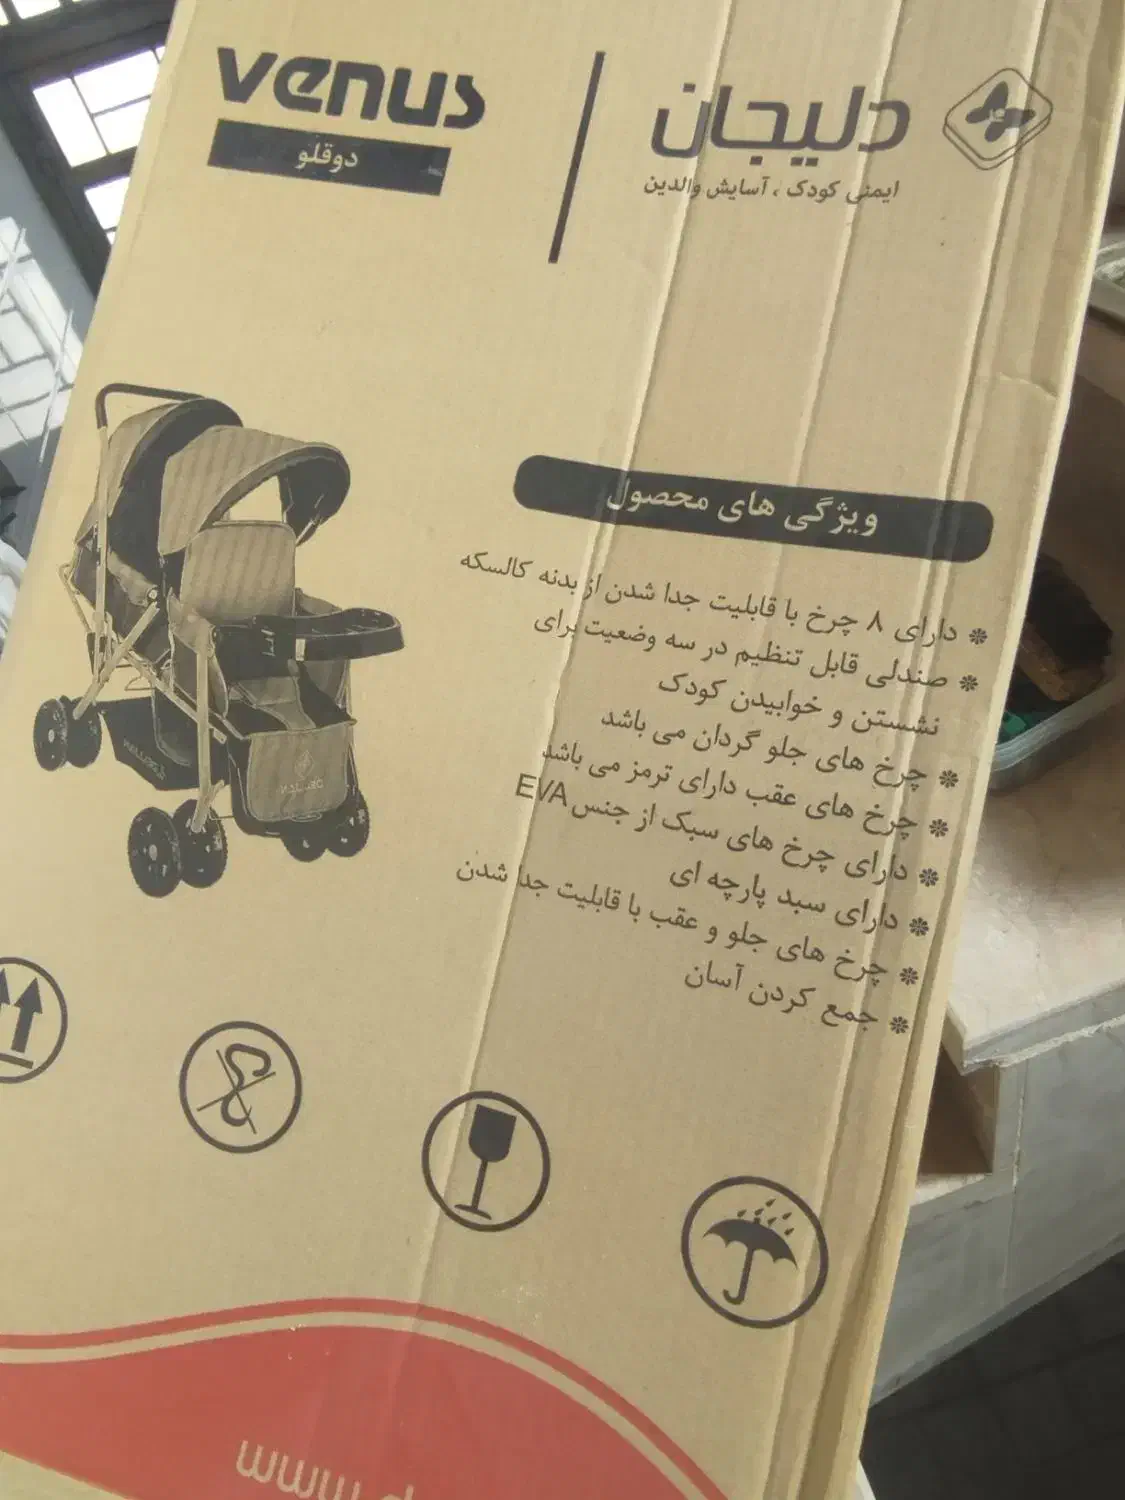 venus
دوقلو
دلیجان
ایمنی کودک ، آسایش والدین
ویژگی های محصول
دارای ۸ چرخ با قابلیت جدا شدن از بدنه کالسکه
صندلی قابل تنظیم در سه وضعیت برای
نشستن و خوابیدن کودک
چرخ های جلو گردان می باشد
چرخ های عقب دارای ترمز می باشد
دارای چرخ های سبک از جنس EVA
دارای سبد پارچه ای
چرخ های جلو و عقب با قابلیت جدا شدن
جمع کردن آسان
DELIJAN
DELIJAN
www.d